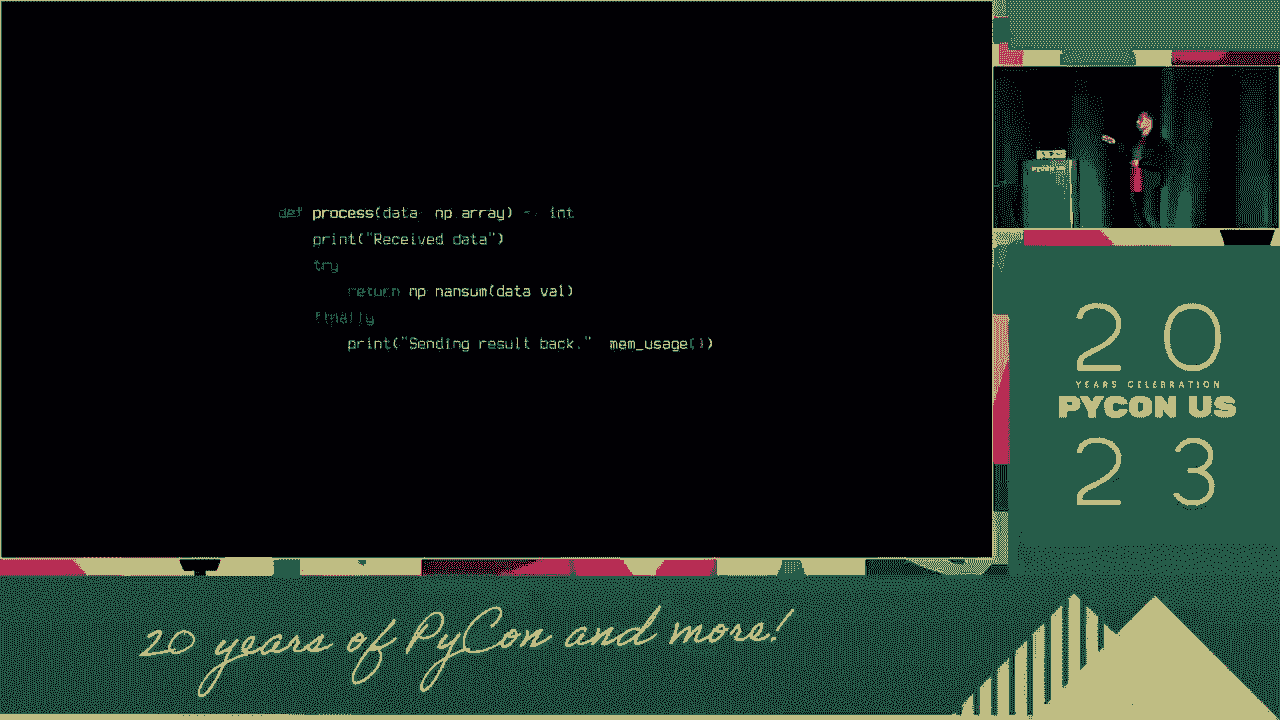 def process(data np array) -> int
print("Received data")
try
return np nansum(data val)
finally
print("Sending result back." mem_usage())
PYCON US
20
YEARS CELEBRATION
PYCON US
23
20 years of PyCon and more!